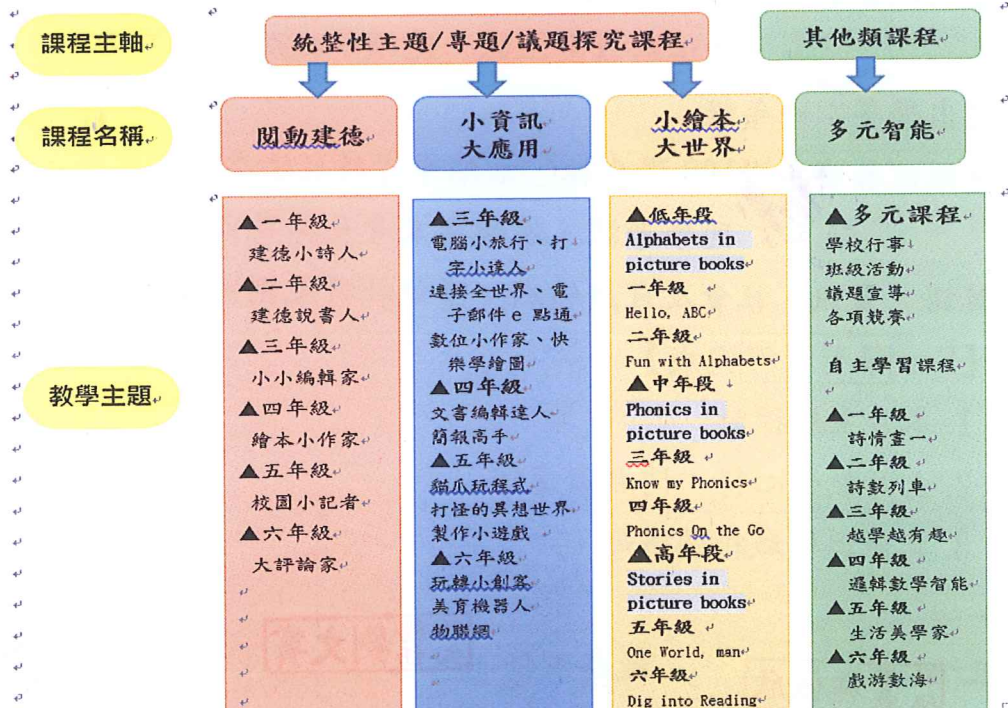 課程主軸
統整性主題/專題/議題探究課程
其他類課程
課程名稱
閱動建德
小資訊
大應用
小繪本
大世界
多元智能
教學主題
▲一年級
建德小詩人
▲二年級
建德說書人
▲三年級
小小編輯家
▲四年級
繪本小作家
▲五年級
校園小記者
▲六年級
大評論家
▲三年級
電腦小旅行、打
字小達人
連接全世界、電
子郵件 e 點通
數位小作家、快
樂學繪圖
▲四年級
文書編輯達人
簡報高手
▲五年級
貓爪玩程式
打怪的異想世界
製作小遊戲
▲六年級
玩轉小創客
美育機器人
物聯網
▲低年段
Alphabets in
picture books
一年級
Hello, ABC
二年級
Fun with Alphabets
▲中年段
Phonics in
picture books
三年級
Know my Phonics
四年級
Phonics On the Go
▲高年段
Stories in
picture books
五年級
One World, man
六年級
Dig into Reading
▲多元課程
學校行事
班級活動
議題宣導
各項競賽
自主學習課程
▲一年級
詩情畫一
▲二年級
詩數列車
▲三年級
越學越有趣
▲四年級
邏輯數學智能
▲五年級
生活美學家
▲六年級
戲游數海